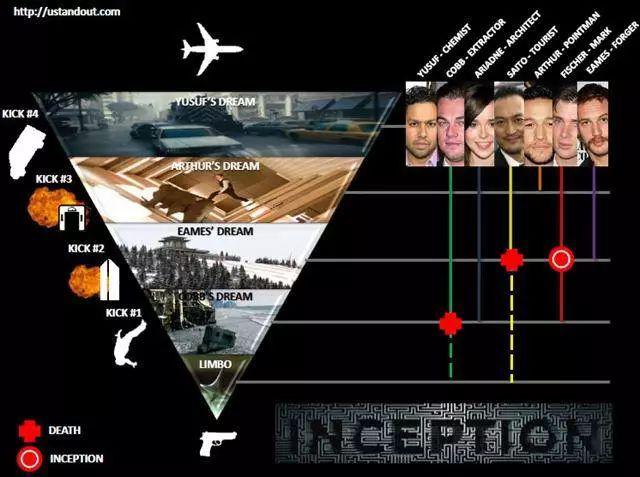 http://ustandout.com
YUSUF - CHEMIST
COBB - EXTRACTOR
ARIADNE - ARCHITECT
SAITO - TOURIST
ARTHUR - POINTMAN
FISCHER - MARK
EAMES - FORGER
YUSUF'S DREAM
KICK #4
ARTHUR'S DREAM
KICK #3
EAMES' DREAM
KICK #2
COBB'S DREAM
KICK #1
LIMBO
DEATH
INCEPTION
INCEPTION